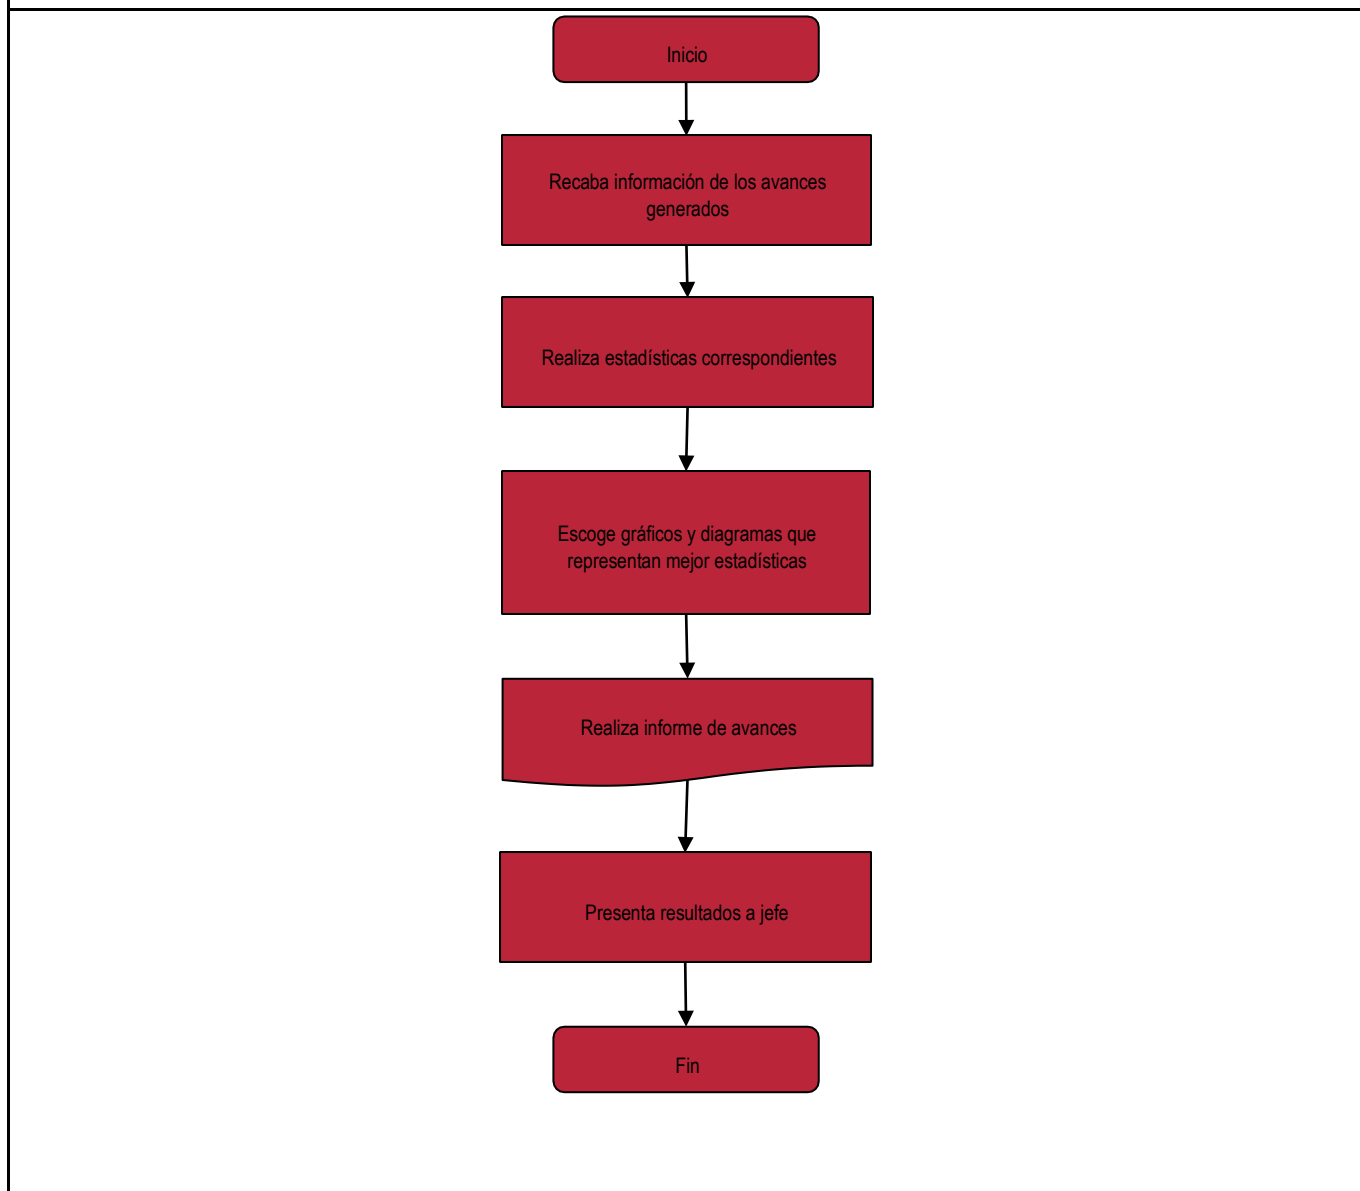 Inicio
Recaba información de los avances
generados
Realiza estadísticas correspondientes
Escoge gráficos y diagramas que
representan mejor estadísticas
Realiza informe de avances
Presenta resultados a jefe
Fin